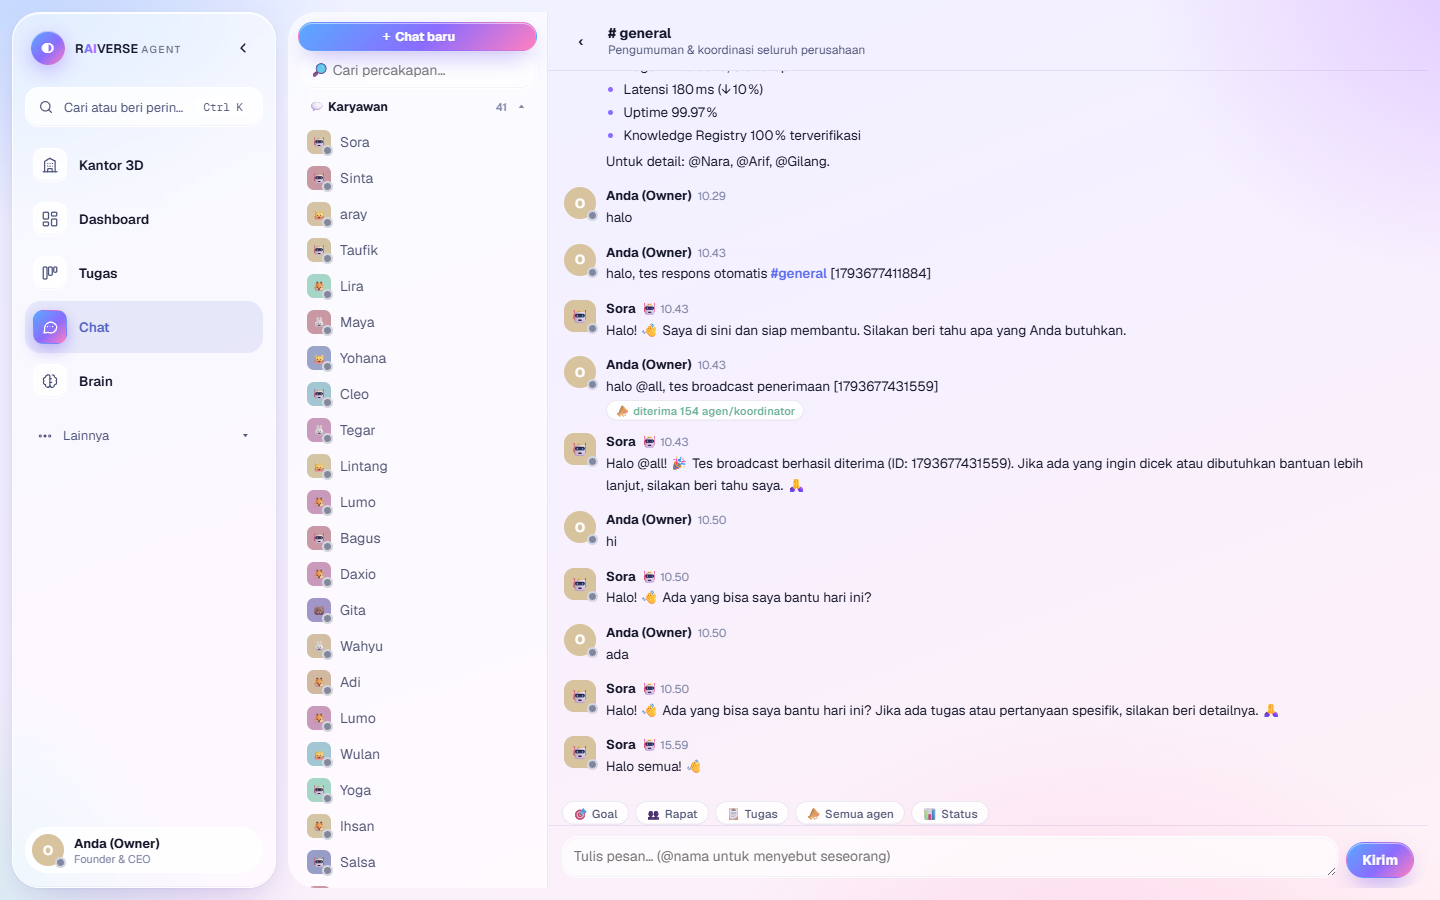 RAIVERSE AGENT
Cari atau beri perin... Ctrl K
Kantor 3D
Dashboard
Tugas
Chat
Brain
Lainnya
Anda (Owner)
Founder & CEO
O
+ Chat baru
Cari percakapan...
Karyawan 41
Sora
Sinta
aray
Taufik
Lira
Maya
Yohana
Cleo
Tegar
Lintang
Lumo
Bagus
Daxio
Gita
Wahyu
Adi
Lumo
Wulan
Yoga
Ihsan
Salsa
# general
Pengumuman & koordinasi seluruh perusahaan
Latensi 180 ms (↓10 %)
Uptime 99.97 %
Knowledge Registry 100 % terverifikasi
Untuk detail: @Nara, @Arif, @Gilang.
O
Anda (Owner) 10.29
halo
O
Anda (Owner) 10.43
halo, tes respons otomatis #general [1793677411884]
Sora 10.43
Halo! 👋 Saya di sini dan siap membantu. Silakan beri tahu apa yang Anda butuhkan.
O
Anda (Owner) 10.43
halo @all, tes broadcast penerimaan [1793677431559]
diterima 154 agen/koordinator
Sora 10.43
Halo @all! 🎉 Tes broadcast berhasil diterima (ID: 1793677431559). Jika ada yang ingin dicek atau dibutuhkan bantuan lebih
lanjut, silakan beri tahu saya. 🙏
O
Anda (Owner) 10.50
hi
Sora 10.50
Halo! 👋 Ada yang bisa saya bantu hari ini?
O
Anda (Owner) 10.50
ada
Sora 10.50
Halo! 👋 Ada yang bisa saya bantu hari ini? Jika ada tugas atau pertanyaan spesifik, silakan beri detailnya. 🙏
Sora 15.59
Halo semua! 👋
Goal
Rapat
Tugas
Semua agen
Status
Tulis pesan... (@nama untuk menyebut seseorang)
Kirim